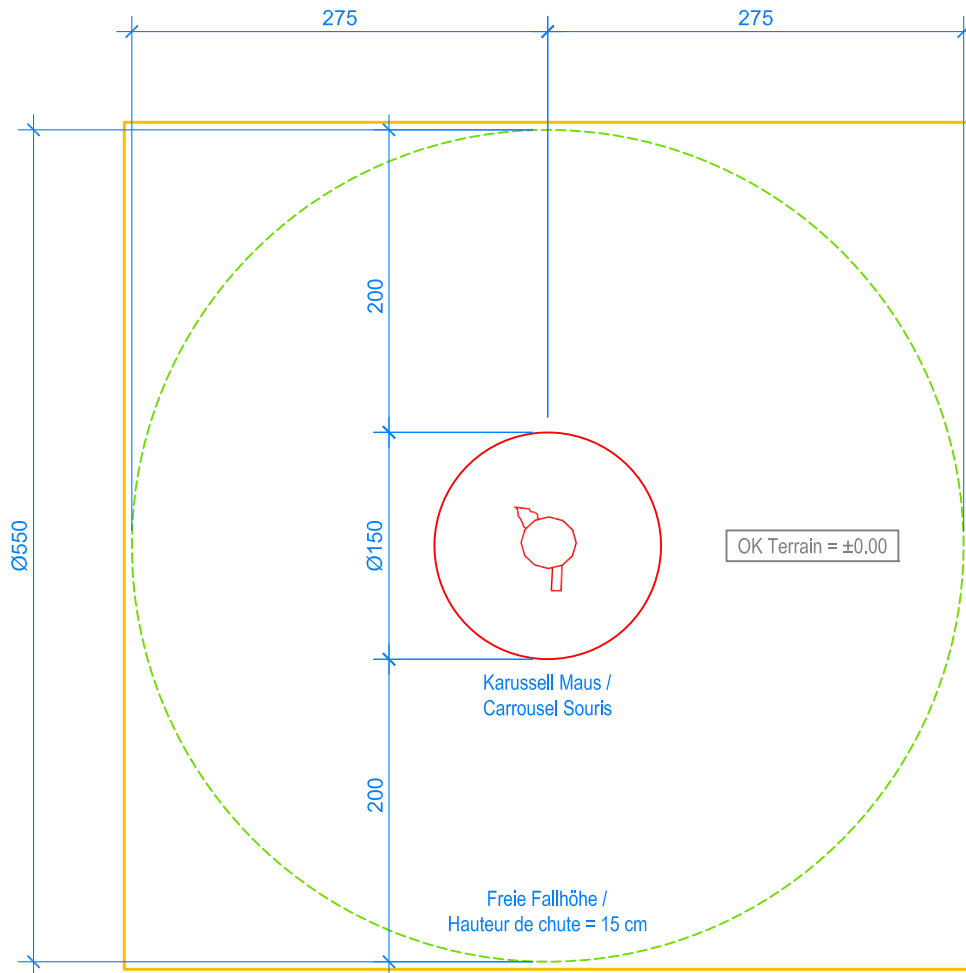 275
275
200
Ø550
Ø150
OK Terrain = ±0.00
Karussell Maus /
Carrousel Souris
200
Freie Fallhöhe /
Hauteur de chute = 15 cm